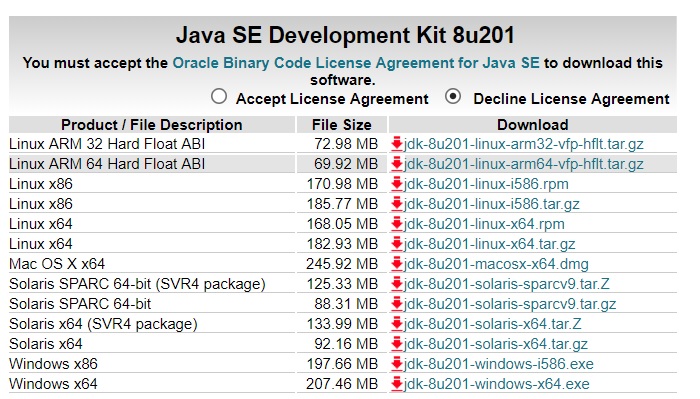 Java SE Development Kit 8u201
You must accept the Oracle Binary Code License Agreement for Java SE to download this
software.
Accept License Agreement Decline License Agreement
Product / File Description File Size Download
Linux ARM 32 Hard Float ABI 72.98 MB jdk-8u201-linux-arm32-vfp-hflt.tar.gz
Linux ARM 64 Hard Float ABI 69.92 MB jdk-8u201-linux-arm64-vfp-hflt.tar.gz
Linux x86 170.98 MB jdk-8u201-linux-i586.rpm
Linux x86 185.77 MB jdk-8u201-linux-i586.tar.gz
Linux x64 168.05 MB jdk-8u201-linux-x64.rpm
Linux x64 182.93 MB jdk-8u201-linux-x64.tar.gz
Mac OS X x64 245.92 MB jdk-8u201-macosx-x64.dmg
Solaris SPARC 64-bit (SVR4 package) 125.33 MB jdk-8u201-solaris-sparcv9.tar.Z
Solaris SPARC 64-bit 88.31 MB jdk-8u201-solaris-sparcv9.tar.gz
Solaris x64 (SVR4 package) 133.99 MB jdk-8u201-solaris-x64.tar.Z
Solaris x64 92.16 MB jdk-8u201-solaris-x64.tar.gz
Windows x86 197.66 MB jdk-8u201-windows-i586.exe
Windows x64 207.46 MB jdk-8u201-windows-x64.exe